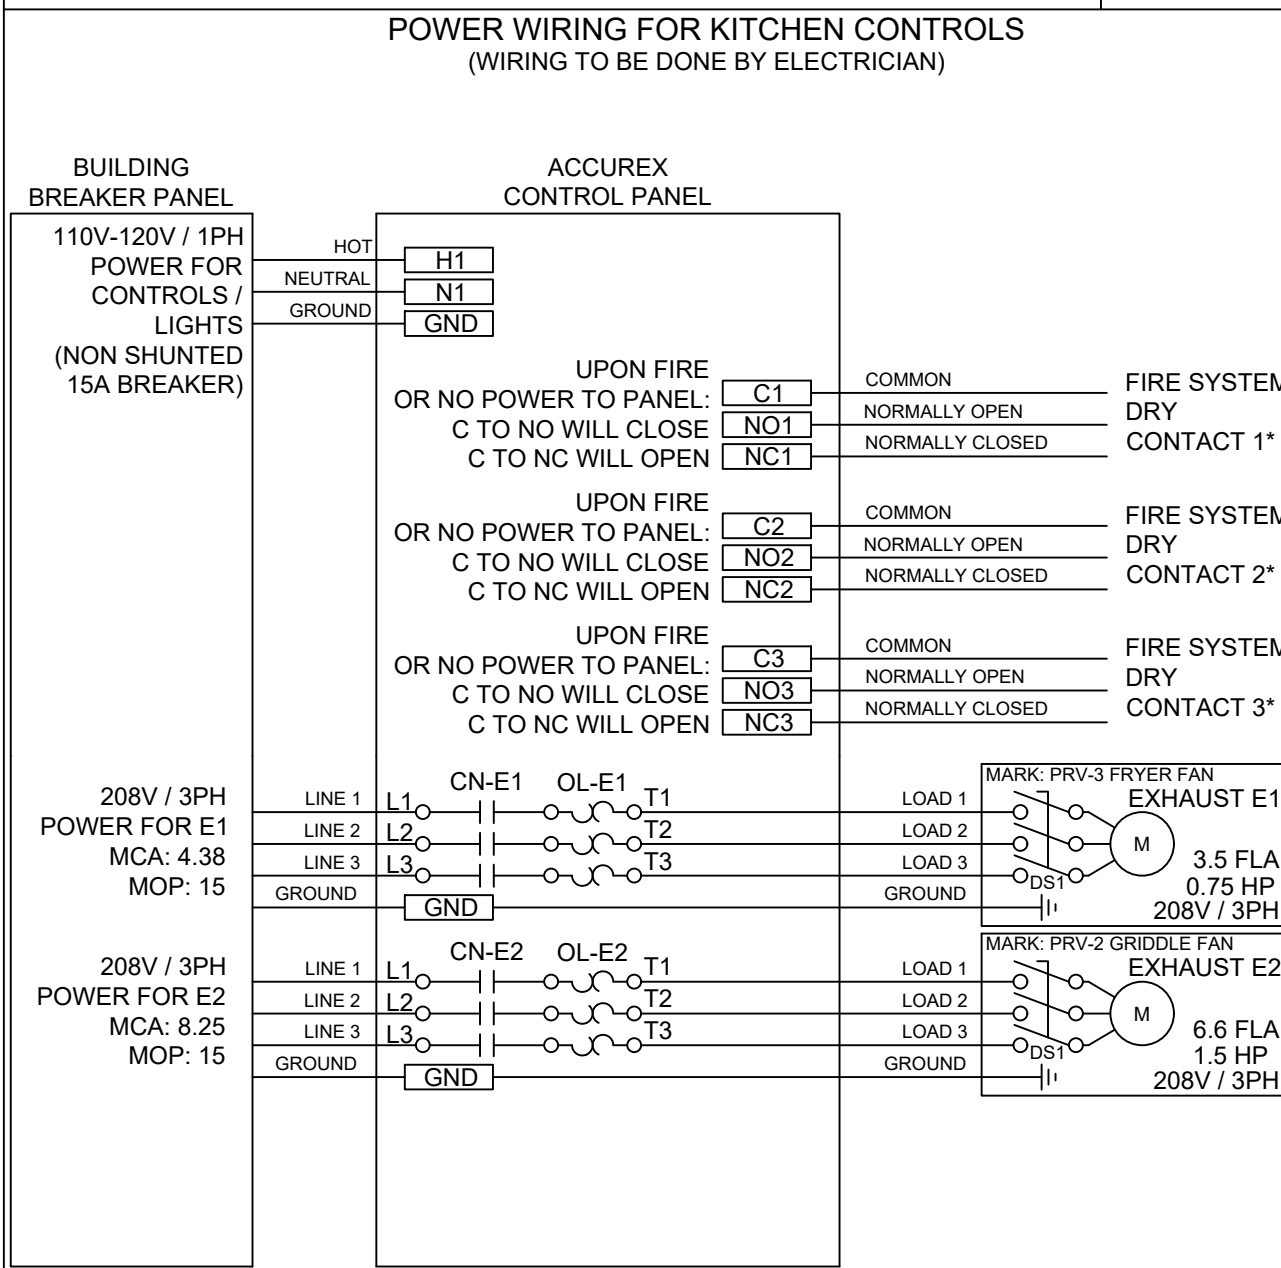 POWER WIRING FOR KITCHEN CONTROLS
(WIRING TO BE DONE BY ELECTRICIAN)
BUILDING
BREAKER PANEL
ACCUREX
CONTROL PANEL
110V-120V / 1PH
POWER FOR
CONTROLS /
LIGHTS
(NON SHUNTED
15A BREAKER)
HOT
H1
NEUTRAL
N1
GROUND
GND
UPON FIRE
OR NO POWER TO PANEL:
C TO NO WILL CLOSE
C TO NC WILL OPEN
C1
NO1
NC1
COMMON
NORMALLY OPEN
NORMALLY CLOSED
FIRE SYSTEM
DRY
CONTACT 1*
UPON FIRE
OR NO POWER TO PANEL:
C TO NO WILL CLOSE
C TO NC WILL OPEN
C2
NO2
NC2
COMMON
NORMALLY OPEN
NORMALLY CLOSED
FIRE SYSTEM
DRY
CONTACT 2*
UPON FIRE
OR NO POWER TO PANEL:
C TO NO WILL CLOSE
C TO NC WILL OPEN
C3
NO3
NC3
COMMON
NORMALLY OPEN
NORMALLY CLOSED
FIRE SYSTEM
DRY
CONTACT 3*
208V / 3PH
POWER FOR E1
MCA: 4.38
MOP: 15
LINE 1
LINE 2
LINE 3
GROUND
L1
L2
L3
GND
CN-E1
OL-E1
T1
T2
T3
LOAD 1
LOAD 2
LOAD 3
GROUND
MARK: PRV-3 FRYER FAN
EXHAUST E1
M
DS1
3.5 FLA
0.75 HP
208V / 3PH
208V / 3PH
POWER FOR E2
MCA: 8.25
MOP: 15
LINE 1
LINE 2
LINE 3
GROUND
L1
L2
L3
GND
CN-E2
OL-E2
T1
T2
T3
LOAD 1
LOAD 2
LOAD 3
GROUND
MARK: PRV-2 GRIDDLE FAN
EXHAUST E2
M
DS1
6.6 FLA
1.5 HP
208V / 3PH